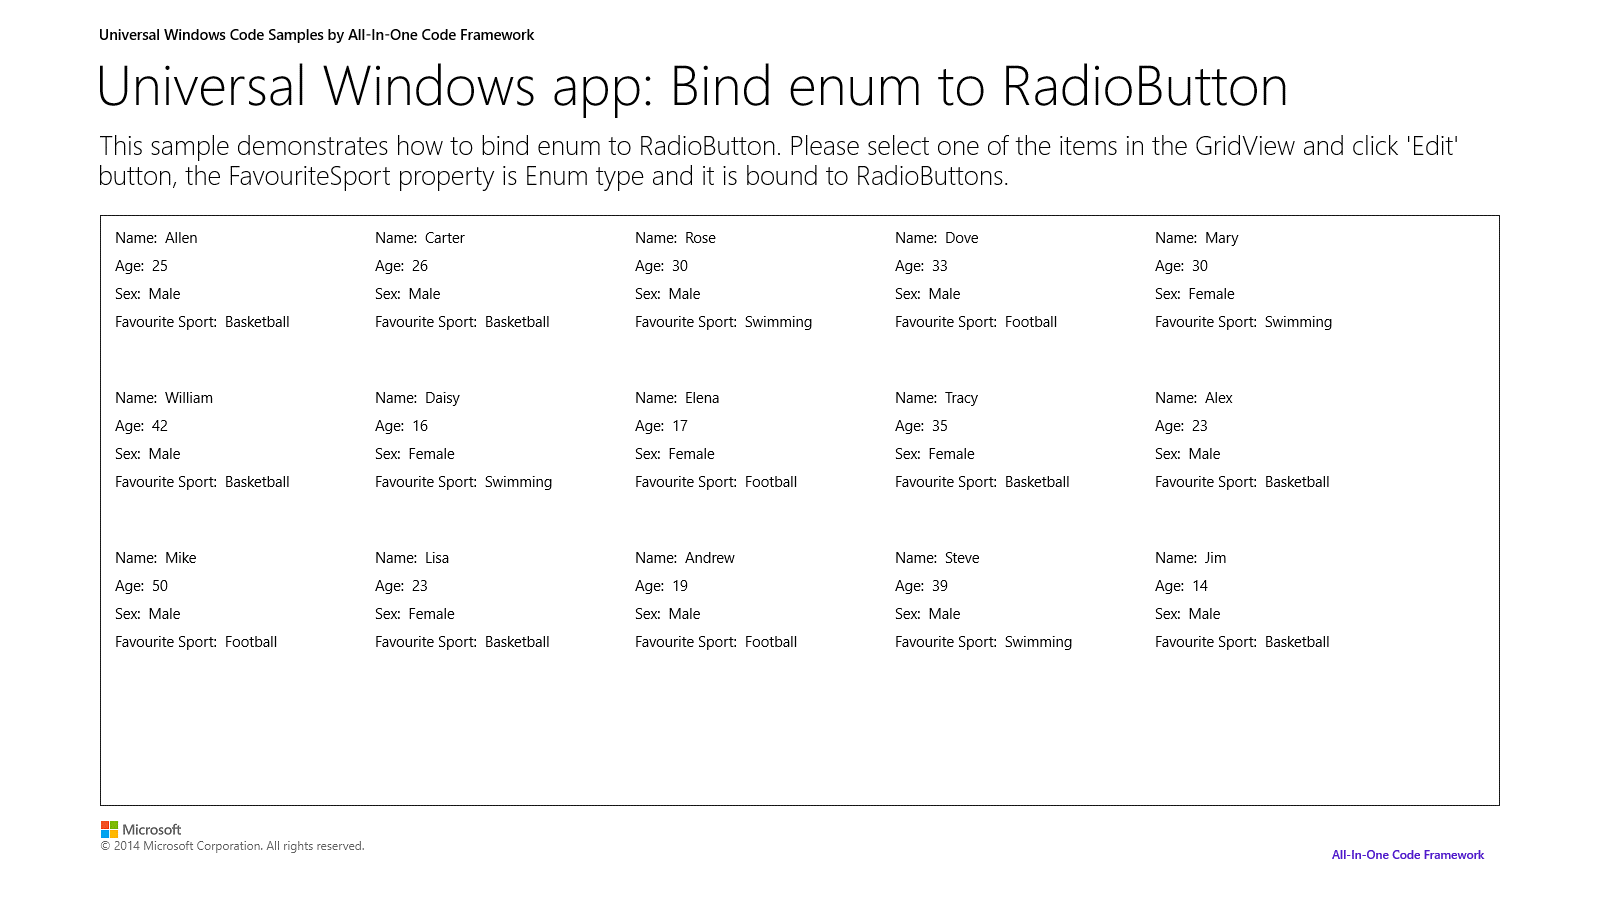 Universal Windows Code Samples by All-In-One Code Framework
Universal Windows app: Bind enum to RadioButton
This sample demonstrates how to bind enum to RadioButton. Please select one of the items in the GridView and click 'Edit'
button, the FavouriteSport property is Enum type and it is bound to RadioButtons.
Name: Allen
Age: 25
Sex: Male
Favourite Sport: Basketball
Name: Carter
Age: 26
Sex: Male
Favourite Sport: Basketball
Name: Rose
Age: 30
Sex: Male
Favourite Sport: Swimming
Name: Dove
Age: 33
Sex: Male
Favourite Sport: Football
Name: Mary
Age: 30
Sex: Female
Favourite Sport: Swimming
Name: William
Age: 42
Sex: Male
Favourite Sport: Basketball
Name: Daisy
Age: 16
Sex: Female
Favourite Sport: Swimming
Name: Elena
Age: 17
Sex: Female
Favourite Sport: Football
Name: Tracy
Age: 35
Sex: Female
Favourite Sport: Basketball
Name: Alex
Age: 23
Sex: Male
Favourite Sport: Basketball
Name: Mike
Age: 50
Sex: Male
Favourite Sport: Football
Name: Lisa
Age: 23
Sex: Female
Favourite Sport: Basketball
Name: Andrew
Age: 19
Sex: Male
Favourite Sport: Football
Name: Steve
Age: 39
Sex: Male
Favourite Sport: Swimming
Name: Jim
Age: 14
Sex: Male
Favourite Sport: Basketball
Microsoft
© 2014 Microsoft Corporation. All rights reserved.
All-In-One Code Framework